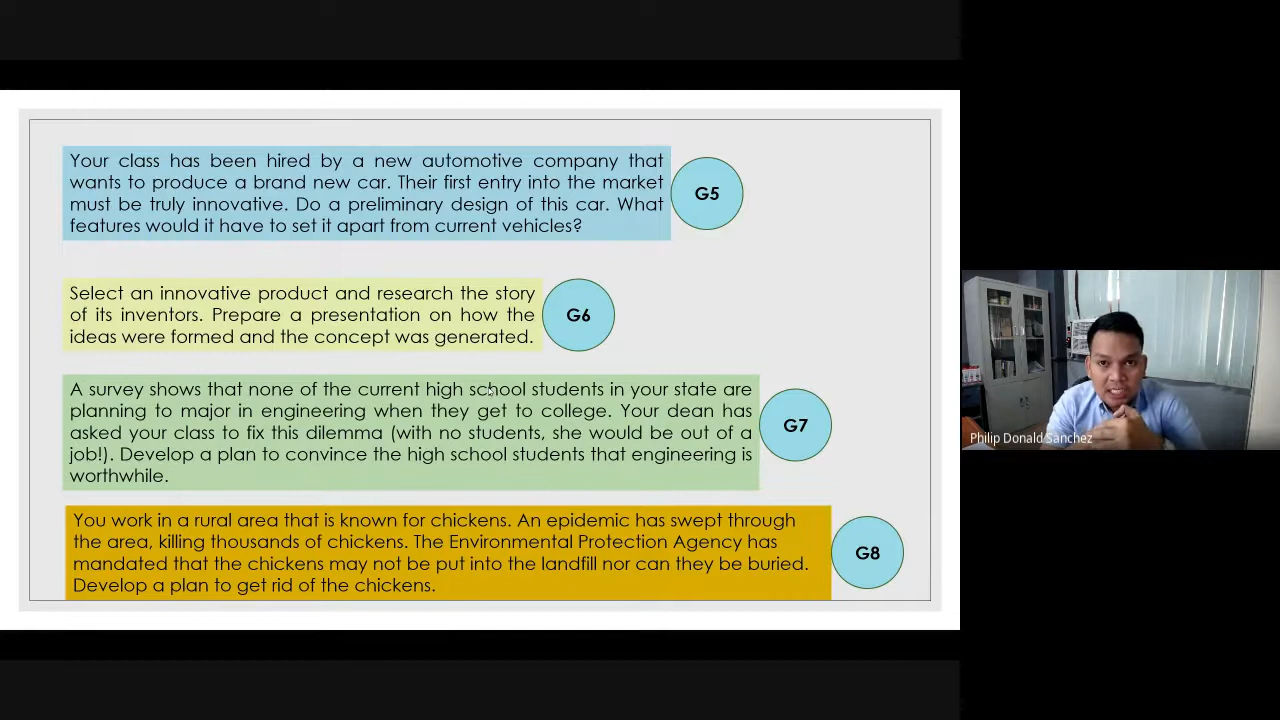 Your class has been hired by a new automotive company that
wants to produce a brand new car. Their first entry into the market
must be truly innovative. Do a preliminary design of this car. What
features would it have to set it apart from current vehicles?
G5
Select an innovative product and research the story
of its inventors. Prepare a presentation on how the
ideas were formed and the concept was generated.
G6
A survey shows that none of the current high school students in your state are
planning to major in engineering when they get to college. Your dean has
asked your class to fix this dilemma (with no students, she would be out of a
job!). Develop a plan to convince the high school students that engineering is
worthwhile.
G7
You work in a rural area that is known for chickens. An epidemic has swept through
the area, killing thousands of chickens. The Environmental Protection Agency has
mandated that the chickens may not be put into the landfill nor can they be buried.
Develop a plan to get rid of the chickens.
G8
Philip Donald Sanchez